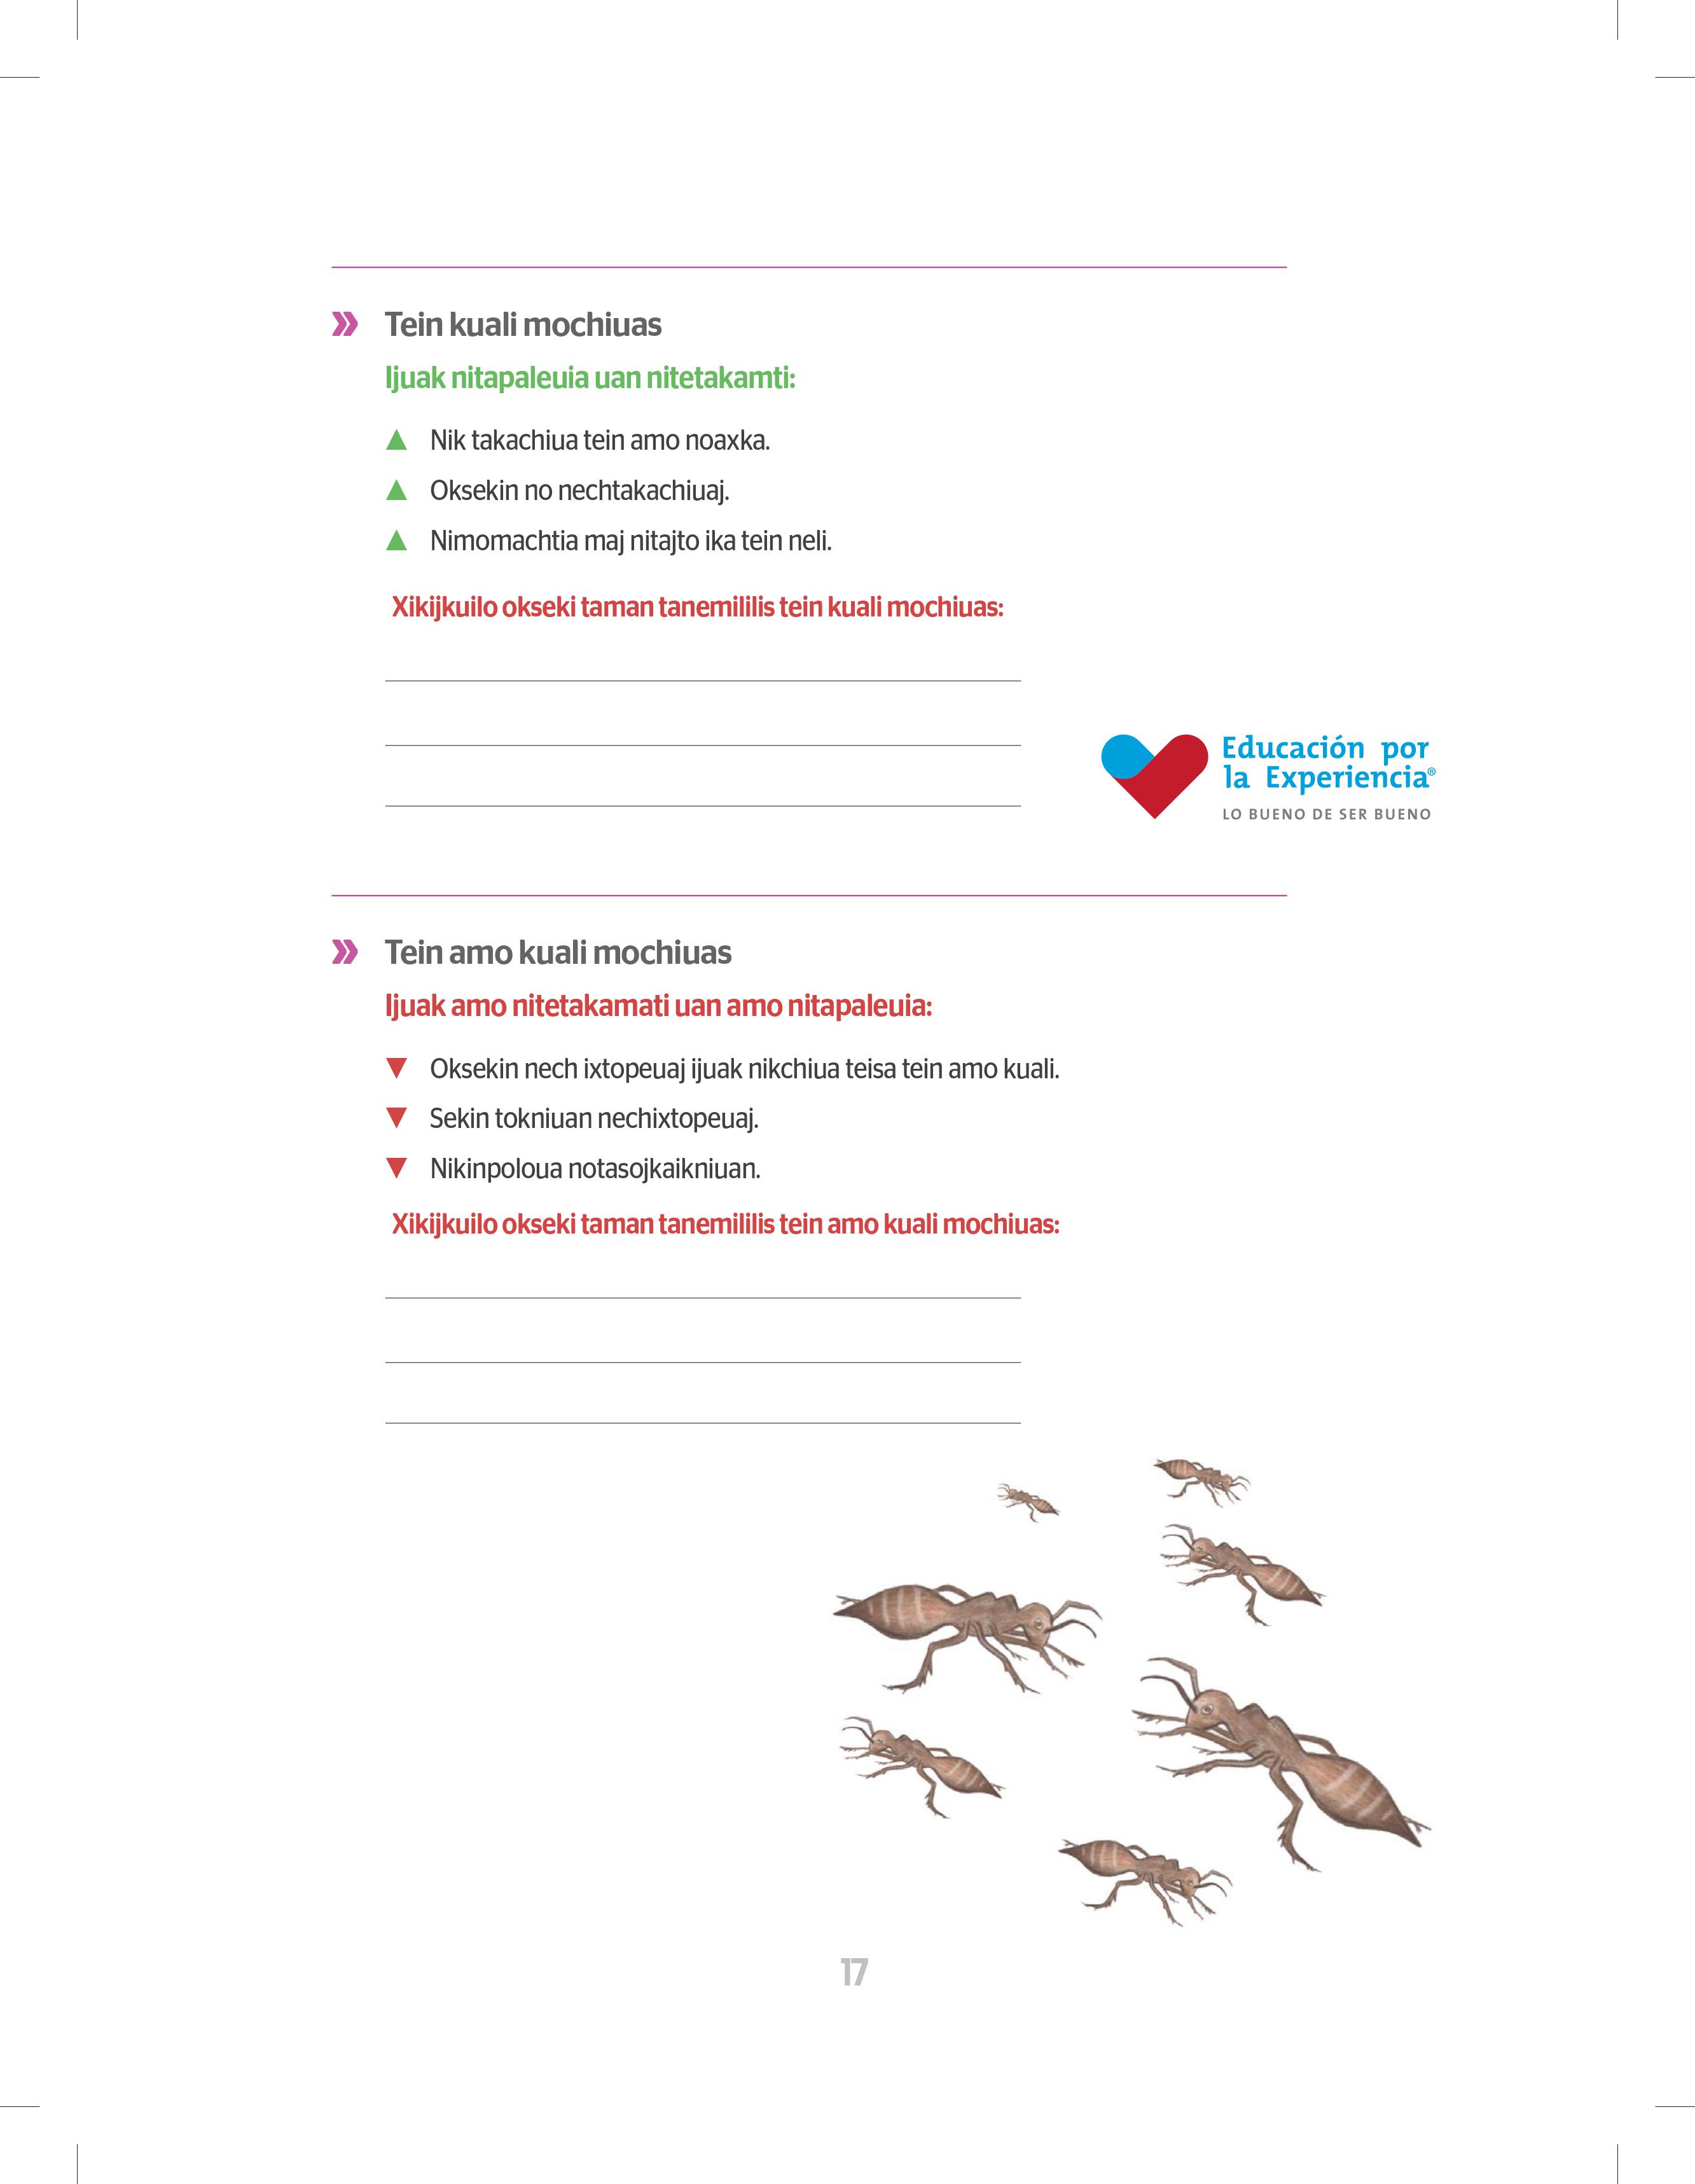 Tein kuali mochiuas
Ijuak nitapaleuia uan nitetakamti:
Nik takachiua tein amo noaxka.
Oksekin no nechtakachiuaj.
Nimomachtia maj nitajto ika tein neli.
Xikijkuilo okseki taman tanemililis tein kuali mochiuas:
Educación por
la Experiencia®
LO BUENO DE SER BUENO
Tein amo kuali mochiuas
Ijuak amo nitetakamati uan amo nitapaleuia:
Oksekin nech ixtopeuaj ijuak nikchiua teisa tein amo kuali.
Sekin tokniuan nechixtopeuaj.
Nikinpoloua notasojkaikniuan.
Xikijkuilo okseki taman tanemililis tein amo kuali mochiuas:
17